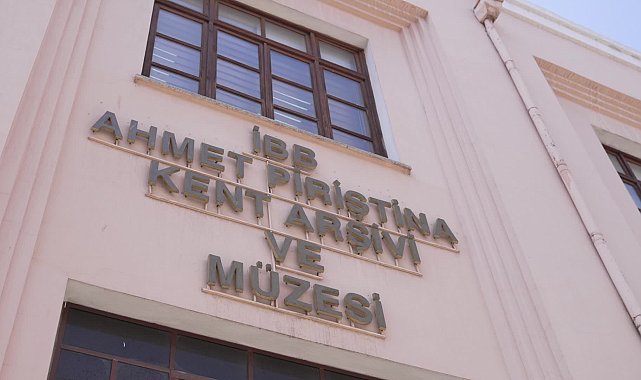 İBB
AHMET PİRİŞTİNA
KENT ARŞİVİ
VE
MÜZESİ